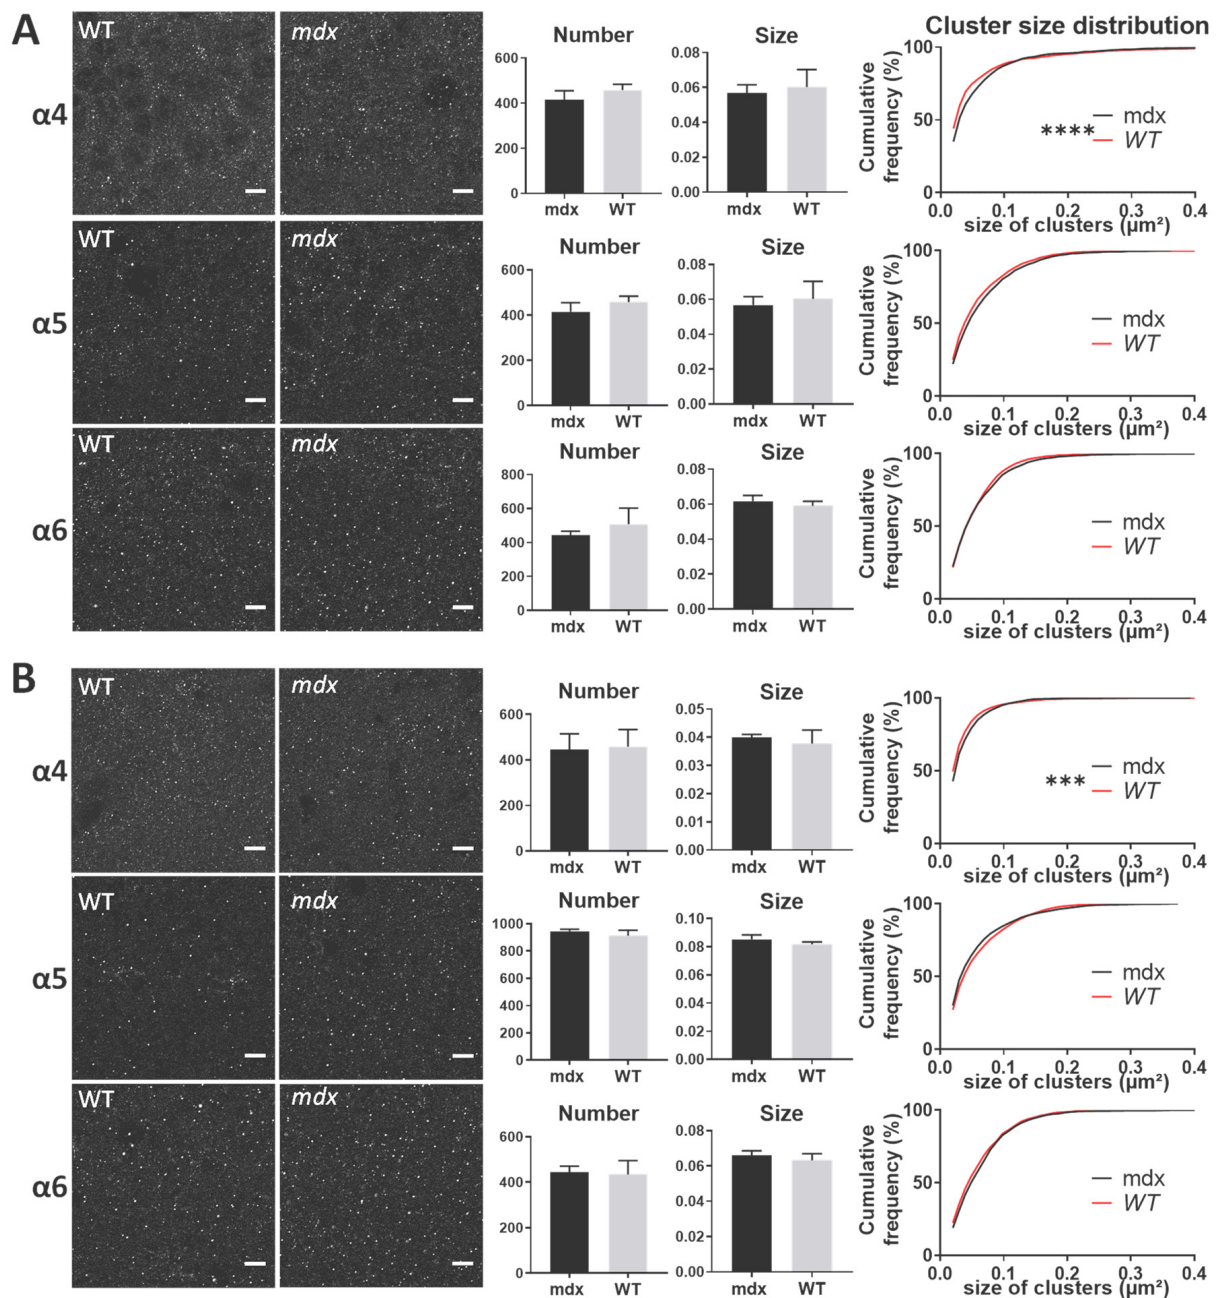 A
WT
mdx
α4
Number
600
400
200
0
mdx
WT
Size
0.08
0.06
0.04
0.02
0.00
mdx
WT
Cluster size distribution
Cumulative
frequency (%)
100
50
0
mdx
WT
****
0.0 0.1 0.2 0.3 0.4
size of clusters (µm²)
WT
mdx
α5
Number
600
400
200
0
mdx
WT
Size
0.08
0.06
0.04
0.02
0.00
mdx
WT
Cumulative
frequency (%)
100
50
0
mdx
WT
0.0 0.1 0.2 0.3 0.4
size of clusters (µm²)
WT
mdx
α6
Number
800
600
400
200
0
mdx
WT
Size
0.08
0.06
0.04
0.02
0.00
mdx
WT
Cumulative
frequency (%)
100
50
0
mdx
WT
0.0 0.1 0.2 0.3 0.4
size of clusters (µm²)
B
WT
mdx
α4
Number
600
400
200
0
mdx
WT
Size
0.05
0.04
0.03
0.02
0.01
0.00
mdx
WT
Cumulative
frequency (%)
100
50
0
mdx
WT
***
0.0 0.1 0.2 0.3 0.4
size of clusters (µm²)
WT
mdx
α5
Number
1000
800
600
400
200
0
mdx
WT
Size
0.10
0.08
0.06
0.04
0.02
0.00
mdx
WT
Cumulative
frequency (%)
100
50
0
mdx
WT
0.0 0.1 0.2 0.3 0.4
size of clusters (µm²)
WT
mdx
α6
Number
600
400
200
0
mdx
WT
Size
0.08
0.06
0.04
0.02
0.00
mdx
WT
Cumulative
frequency (%)
100
50
0
mdx
WT
0.0 0.1 0.2 0.3 0.4
size of clusters (µm²)